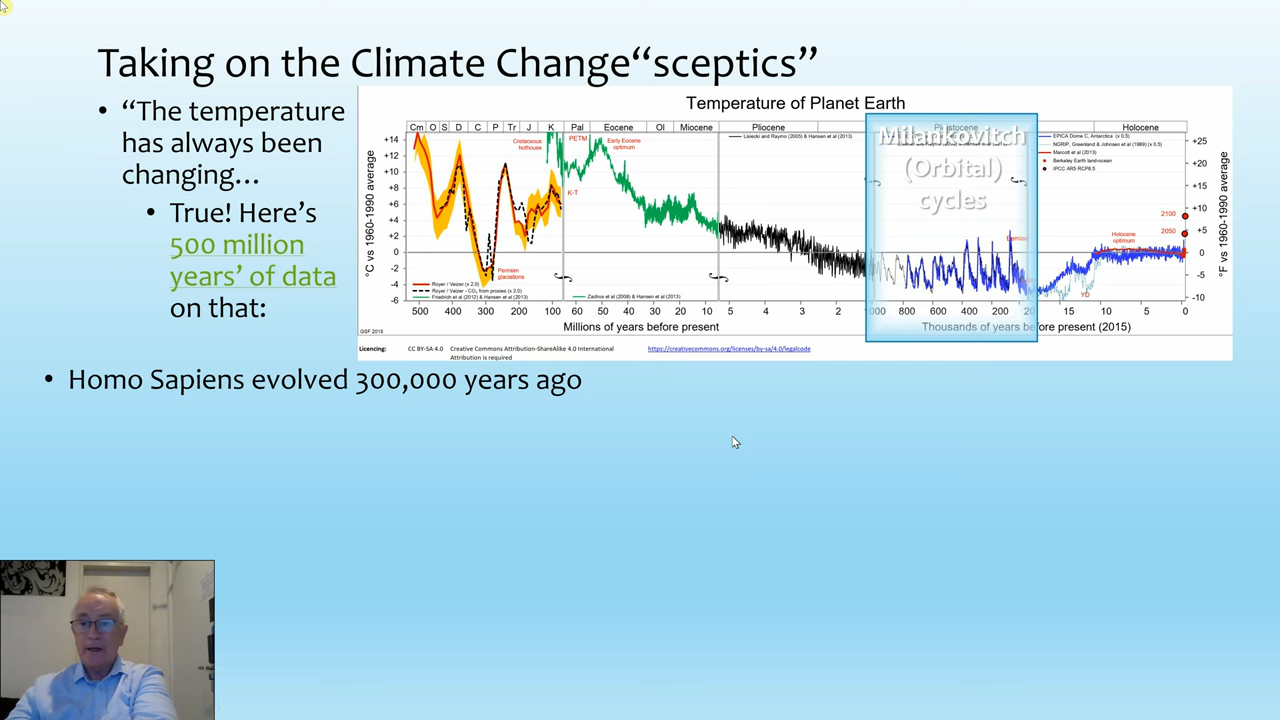 Taking on the Climate Change“sceptics”
• “The temperature
has always been
changing…
• True! Here’s
500 million
years’ of data
on that:
Temperature of Planet Earth
Cm O S D C P Tr J K Pal Eocene Ol Miocene Pliocene Pleistocene Holocene
Milankovitch
(Orbital)
cycles
°C vs 1960-1990 average
+14
+12
+10
+8
+6
+4
+2
0
-2
-4
-6
Cretaceous
hothouse
PETM
Early Eocene
optimum
K-T
Permian
glaciations
Royer / Veizer (x 2.0)
Royer / Veizer - CO₂ from proxies (x 2.0)
Friedrich et al (2012) & Hansen et al (2013)
Zachos et al (2008) & Hansen et al (2013)
Lisiecki and Raymo (2005) & Hansen et al (2013)
EPICA Dome C, Antarctica (x 0.5)
NGRIP, Greenland & Johnsen et al (1989) (x 0.5)
Marcott et al (2013)
Berkeley Earth land-ocean
IPCC AR5 RCP8.5
Eemian
Holocene
optimum
YD
2100
2050
+25
+20
+15
+10
+5
0
-5
-10
°F vs 1960-1990 average
500 400 300 200 100 60 50 40 30 20 10 5 4 3 2 1000 800 600 400 200 20 15 10 5 0
Millions of years before present
Thousands of years before present (2015)
GSF 2015
Licencing: CC BY-SA 4.0 Creative Commons Attribution-ShareAlike 4.0 International https://creativecommons.org/licenses/by-sa/4.0/legalcode
Attribution is required
• Homo Sapiens evolved 300,000 years ago